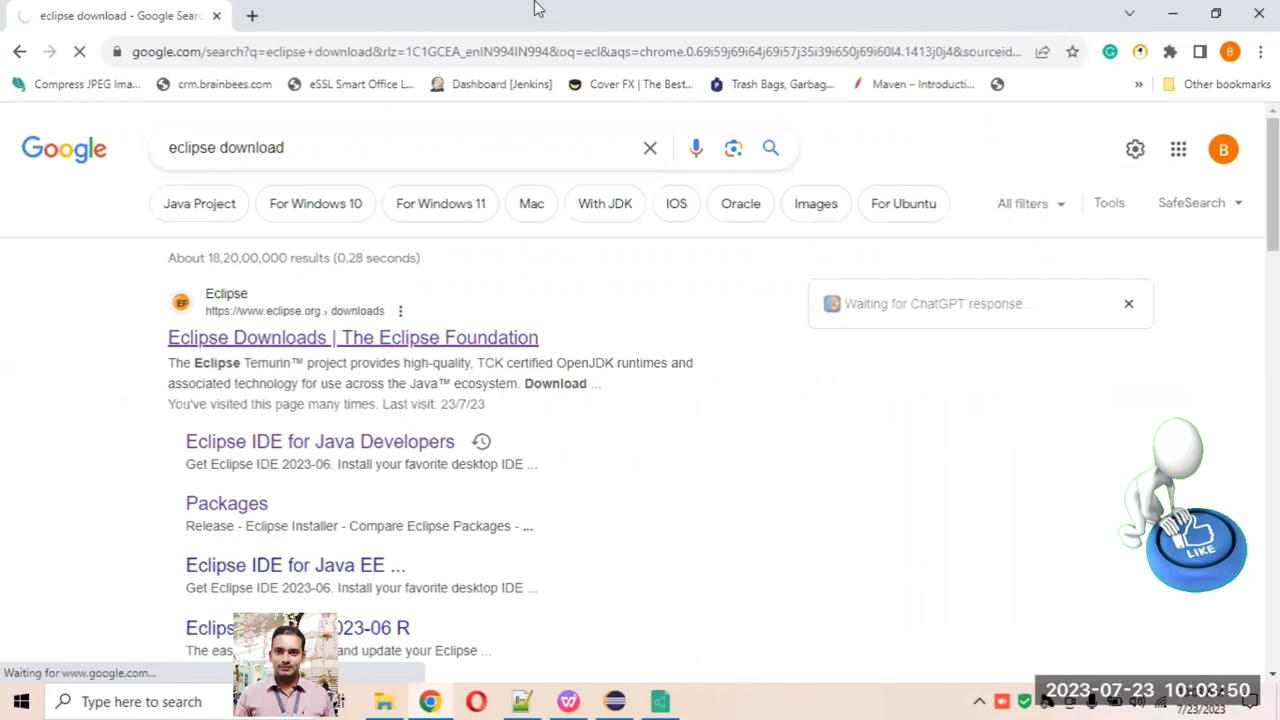 eclipse download - Google Sear
google.com/search?q=eclipse+download&rlz=1C1GCEA_enIN994IN994&oq=ecl&aqs=chrome.0.69i59j69i64j69i57j35i39i650j69i60l4.1413j0j4&sourceid...
B
Compress JPEG Ima...
crm.brainbees.com
eSSL Smart Office L...
Dashboard [Jenkins]
Cover FX | The Best...
Trash Bags, Garbag...
Maven – Introducti...
»
Other bookmarks
Google
eclipse download
B
Java Project
For Windows 10
For Windows 11
Mac
With JDK
IOS
Oracle
Images
For Ubuntu
All filters
Tools
SafeSearch
About 18,20,00,000 results (0.28 seconds)
EF
Eclipse
https://www.eclipse.org › downloads
Waiting for ChatGPT response...
Eclipse Downloads | The Eclipse Foundation
The Eclipse Temurin™ project provides high-quality, TCK certified OpenJDK runtimes and
associated technology for use across the Java™ ecosystem. Download ...
You've visited this page many times. Last visit: 23/7/23
Eclipse IDE for Java Developers
Get Eclipse IDE 2023-06. Install your favorite desktop IDE ...
Packages
Release - Eclipse Installer - Compare Eclipse Packages - ...
LIKE
Eclipse IDE for Java EE ...
Get Eclipse IDE 2023-06. Install your favorite desktop IDE ...
Eclips 023-06 R
The eas and update your Eclipse ...
Waiting for www.google.com...
Type here to search
2023-07-23 10:03:50
7/23/2023